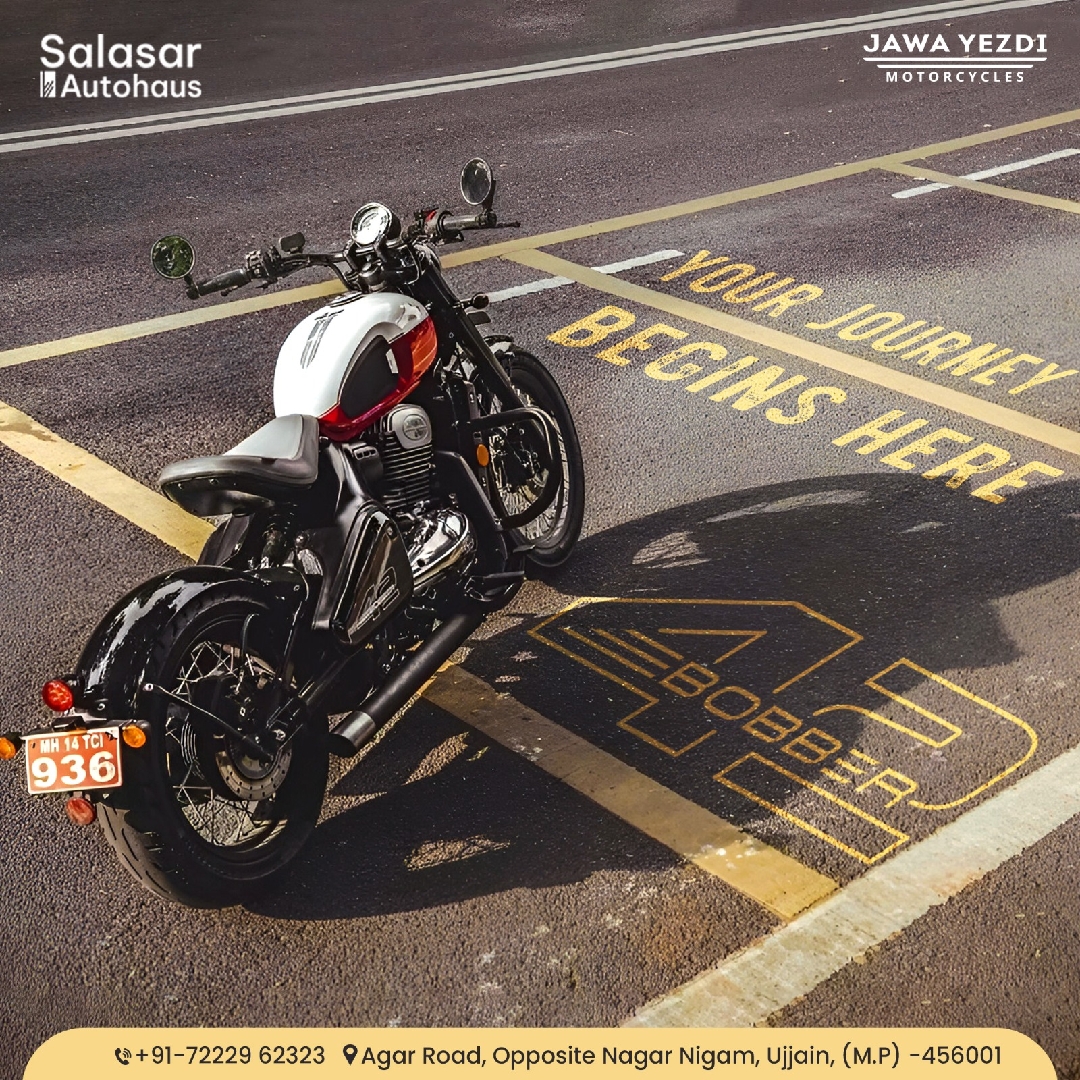 Salasar
Autohaus
JAWA YEZDI
MOTORCYCLES
YOUR JOURNEY
BEGINS HERE
42
BOBBER
MH 14 TCI
936
+91-72229 62323 Agar Road, Opposite Nagar Nigam, Ujjain, (M.P) -456001